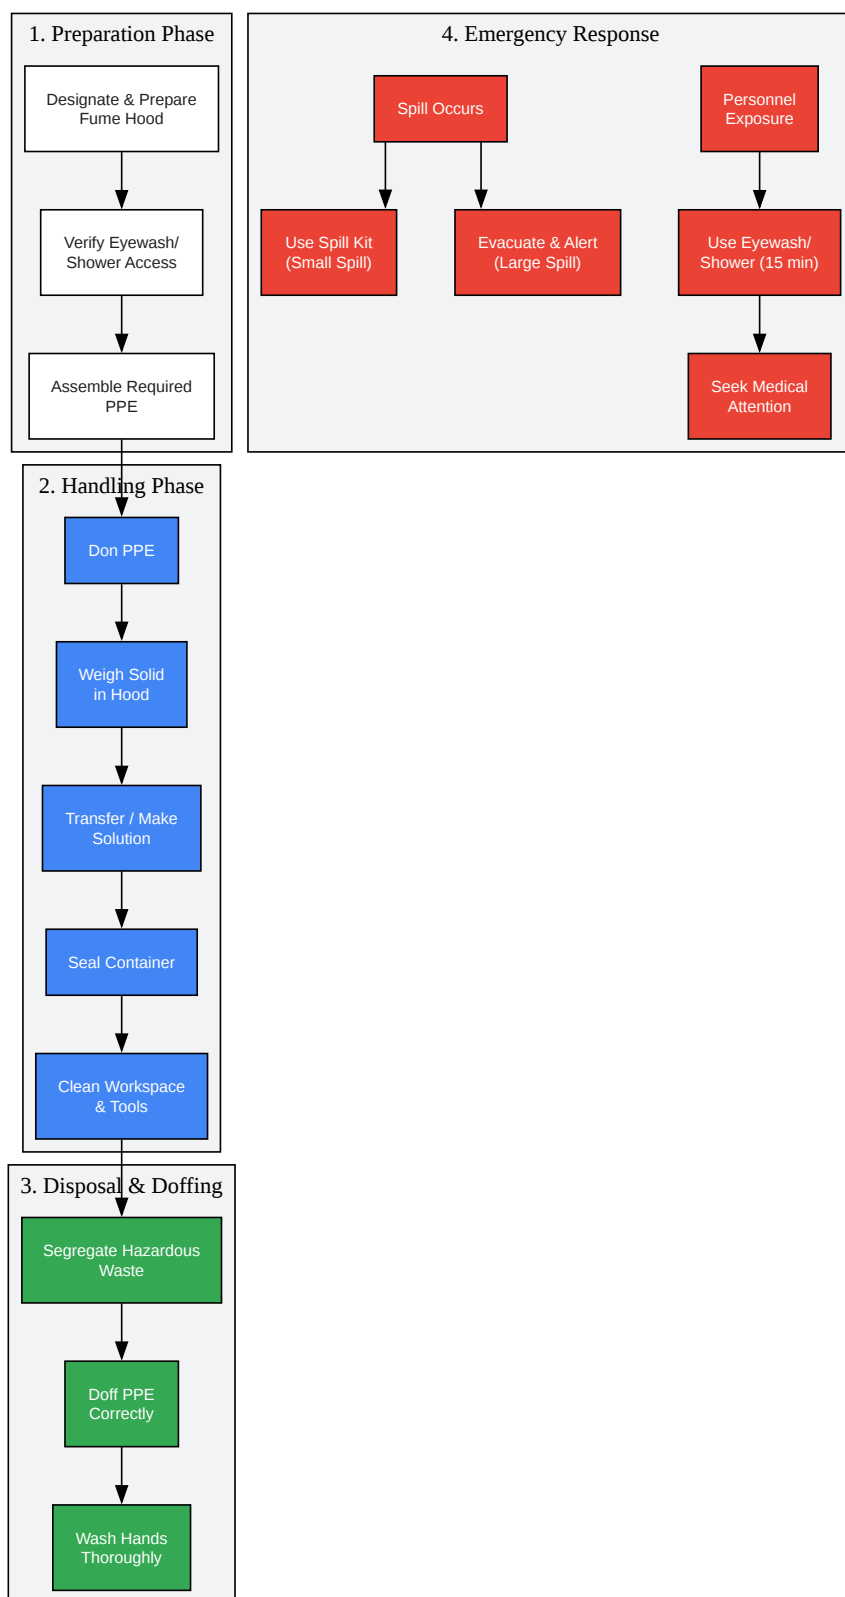 1. Preparation Phase
Designate & Prepare
Fume Hood
Verify Eyewash/
Shower Access
Assemble Required
PPE
4. Emergency Response
Spill Occurs
Use Spill Kit
(Small Spill)
Evacuate & Alert
(Large Spill)
Personnel
Exposure
Use Eyewash/
Shower (15 min)
Seek Medical
Attention
2. Handling Phase
Don PPE
Weigh Solid
in Hood
Transfer / Make
Solution
Seal Container
Clean Workspace
& Tools
3. Disposal & Doffing
Segregate Hazardous
Waste
Doff PPE
Correctly
Wash Hands
Thoroughly